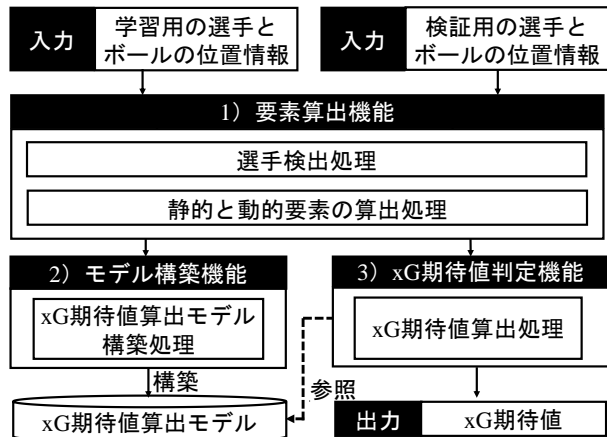 入力
学習用の選手と
ボールの位置情報
入力
検証用の選手と
ボールの位置情報
1）要素算出機能
選手検出処理
静的と動的要素の算出処理
2）モデル構築機能
xG期待値算出モデル
構築処理
3）xG期待値判定機能
xG期待値算出処理
構築
参照
xG期待値算出モデル
出力
xG期待値